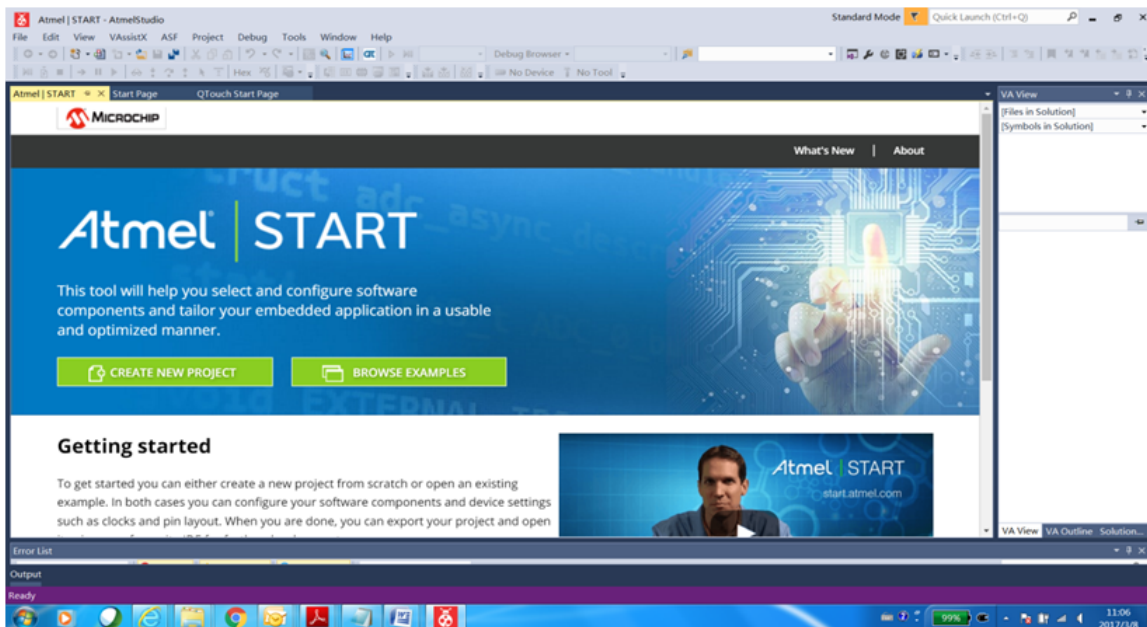 Atmel | START - AtmelStudio
Standard Mode
Quick Launch (Ctrl+Q)
File Edit View VAssistX ASF Project Debug Tools Window Help
Debug Browser
Hex
No Device
No Tool
Atmel | START
Start Page
QTouch Start Page
VA View
MICROCHIP
[Files in Solution]
[Symbols in Solution]
What's New | About
struct adc_async_desc
Atmel | START
This tool will help you select and configure software
components and tailor your embedded application in a usable
and optimized manner.
CREATE NEW PROJECT
BROWSE EXAMPLES
void EXTERNAL
Getting started
To get started you can either create a new project from scratch or open an existing
example. In both cases you can configure your software components and device settings
such as clocks and pin layout. When you are done, you can export your project and open
Atmel | START
start.atmel.com
VA View VA Outline Solution...
Error List
Output
Ready
99%
11:06
2017/3/8